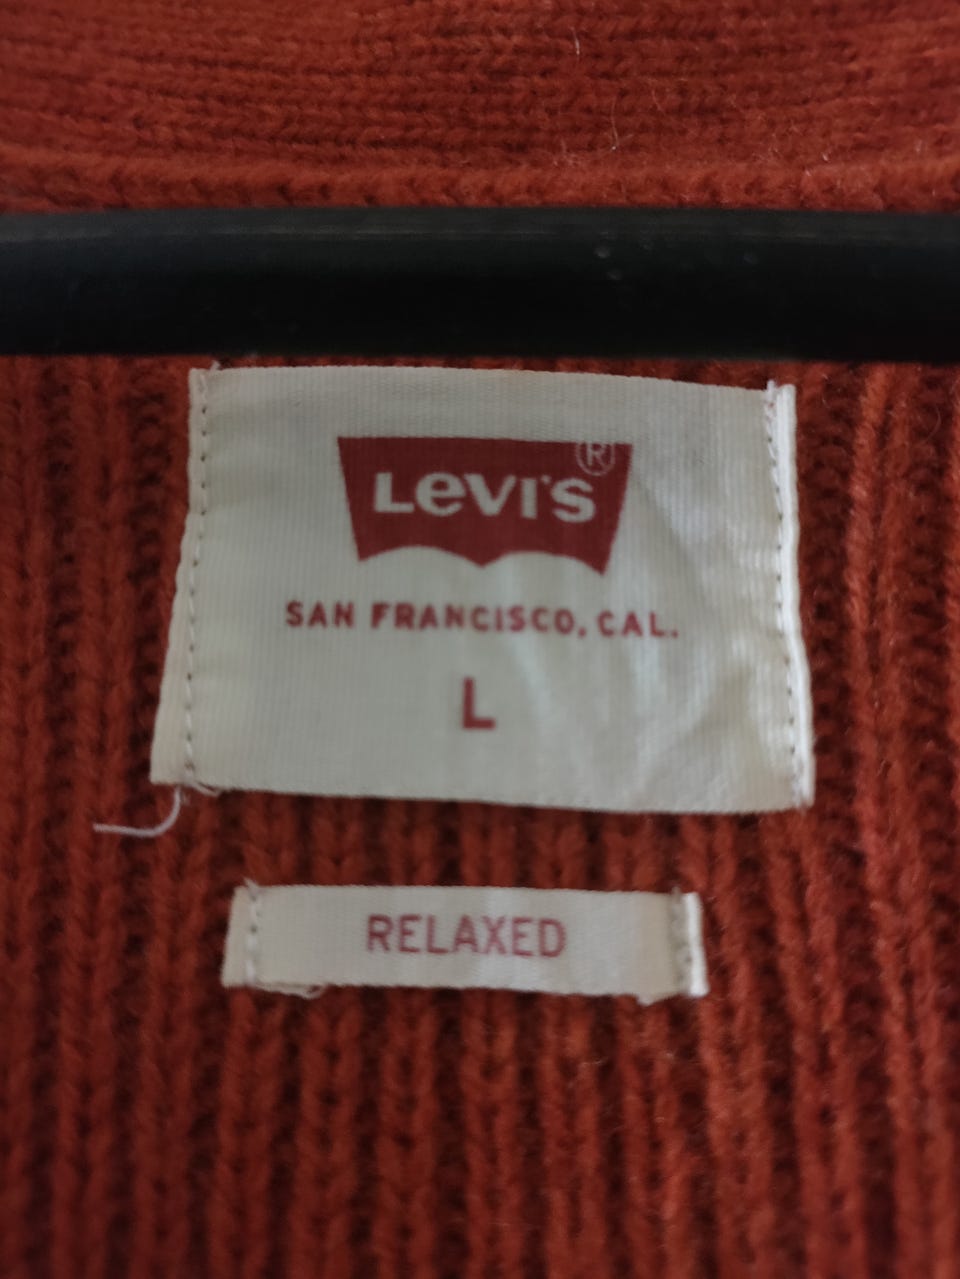 LEVI'S®
SAN FRANCISCO, CAL.
L
RELAXED